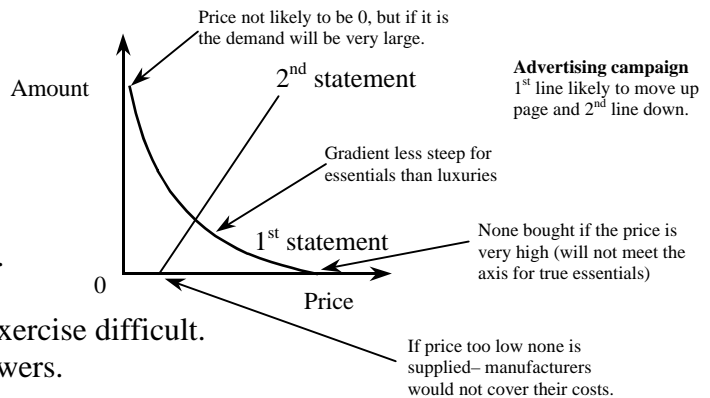 Price not likely to be 0, but if it is
the demand will be very large.
2nd statement
Amount
Advertising campaign
1st line likely to move up
page and 2nd line down.
Gradient less steep for
essentials than luxuries
1st statement
None bought if the price is
very high (will not meet the
axis for true essentials)
.
0
Price
xercise difficult.
wers.
If price too low none is
supplied– manufacturers
would not cover their costs.